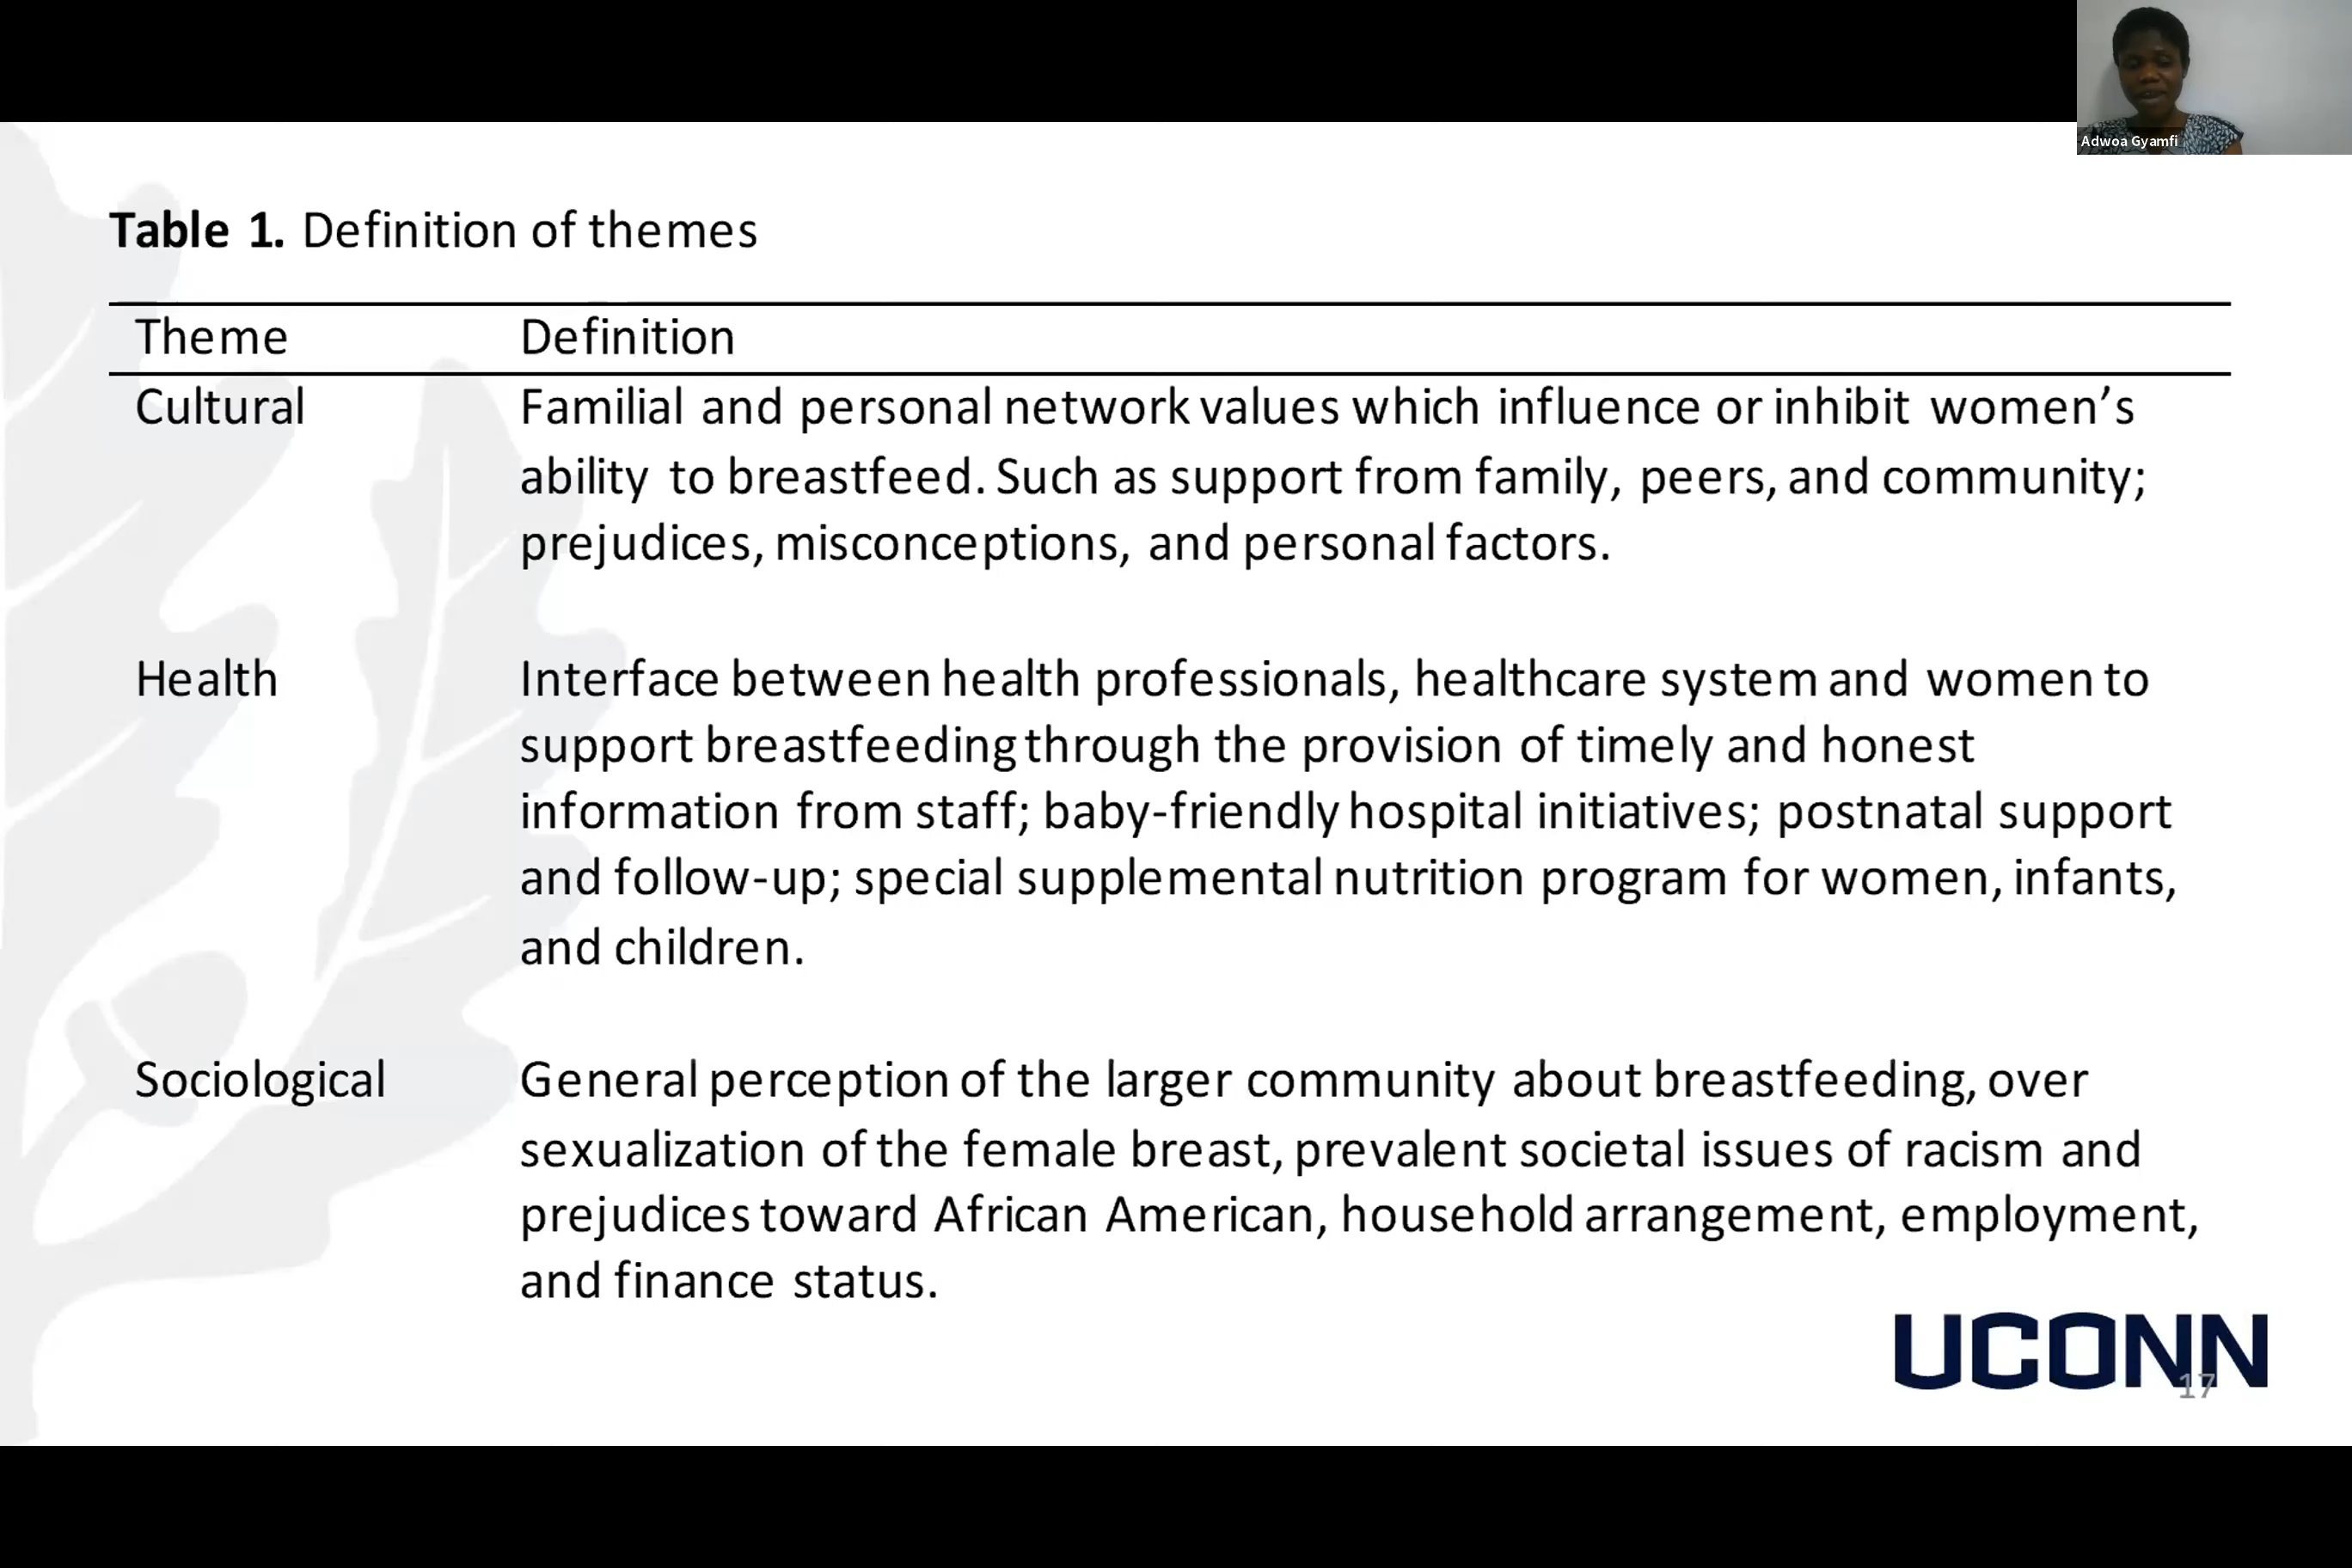 Adwoa Gyamfi
Table 1. Definition of themes
Theme Definition
Cultural Familial and personal network values which influence or inhibit women’s
ability to breastfeed. Such as support from family, peers, and community;
prejudices, misconceptions, and personal factors.
Health Interface between health professionals, healthcare system and women to
support breastfeeding through the provision of timely and honest
information from staff; baby-friendly hospital initiatives; postnatal support
and follow-up; special supplemental nutrition program for women, infants,
and children.
Sociological General perception of the larger community about breastfeeding, over
sexualization of the female breast, prevalent societal issues of racism and
prejudices toward African American, household arrangement, employment,
and finance status.
UCONN
17